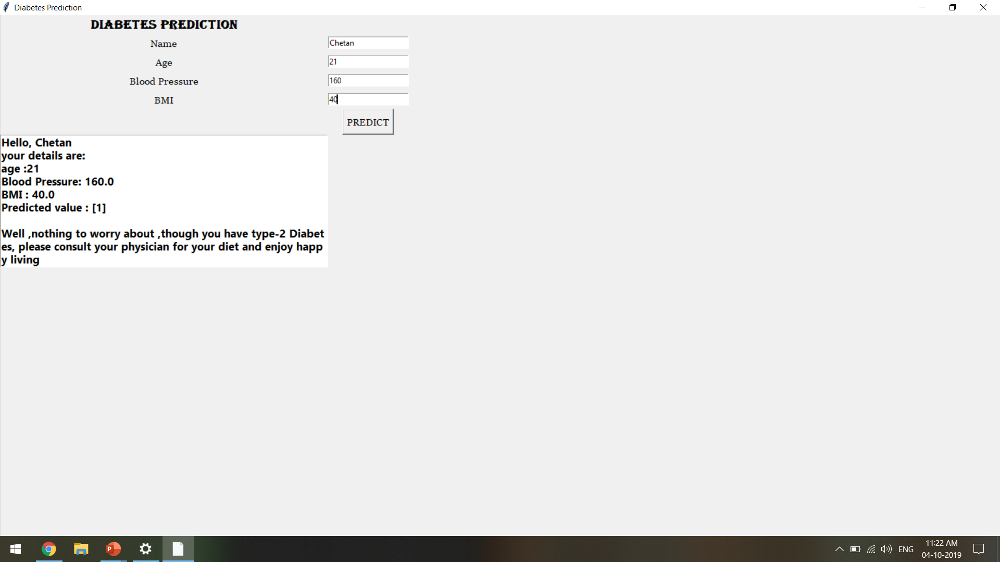 Diabetes Prediction
DIABETES PREDICTION
Name
Chetan
Age
21
Blood Pressure
160
BMI
40
PREDICT
Hello, Chetan
your details are:
age :21
Blood Pressure: 160.0
BMI : 40.0
Predicted value : [1]
Well ,nothing to worry about ,though you have type-2 Diabet
es, please consult your physician for your diet and enjoy happ
y living
P
ENG
11:22 AM
04-10-2019